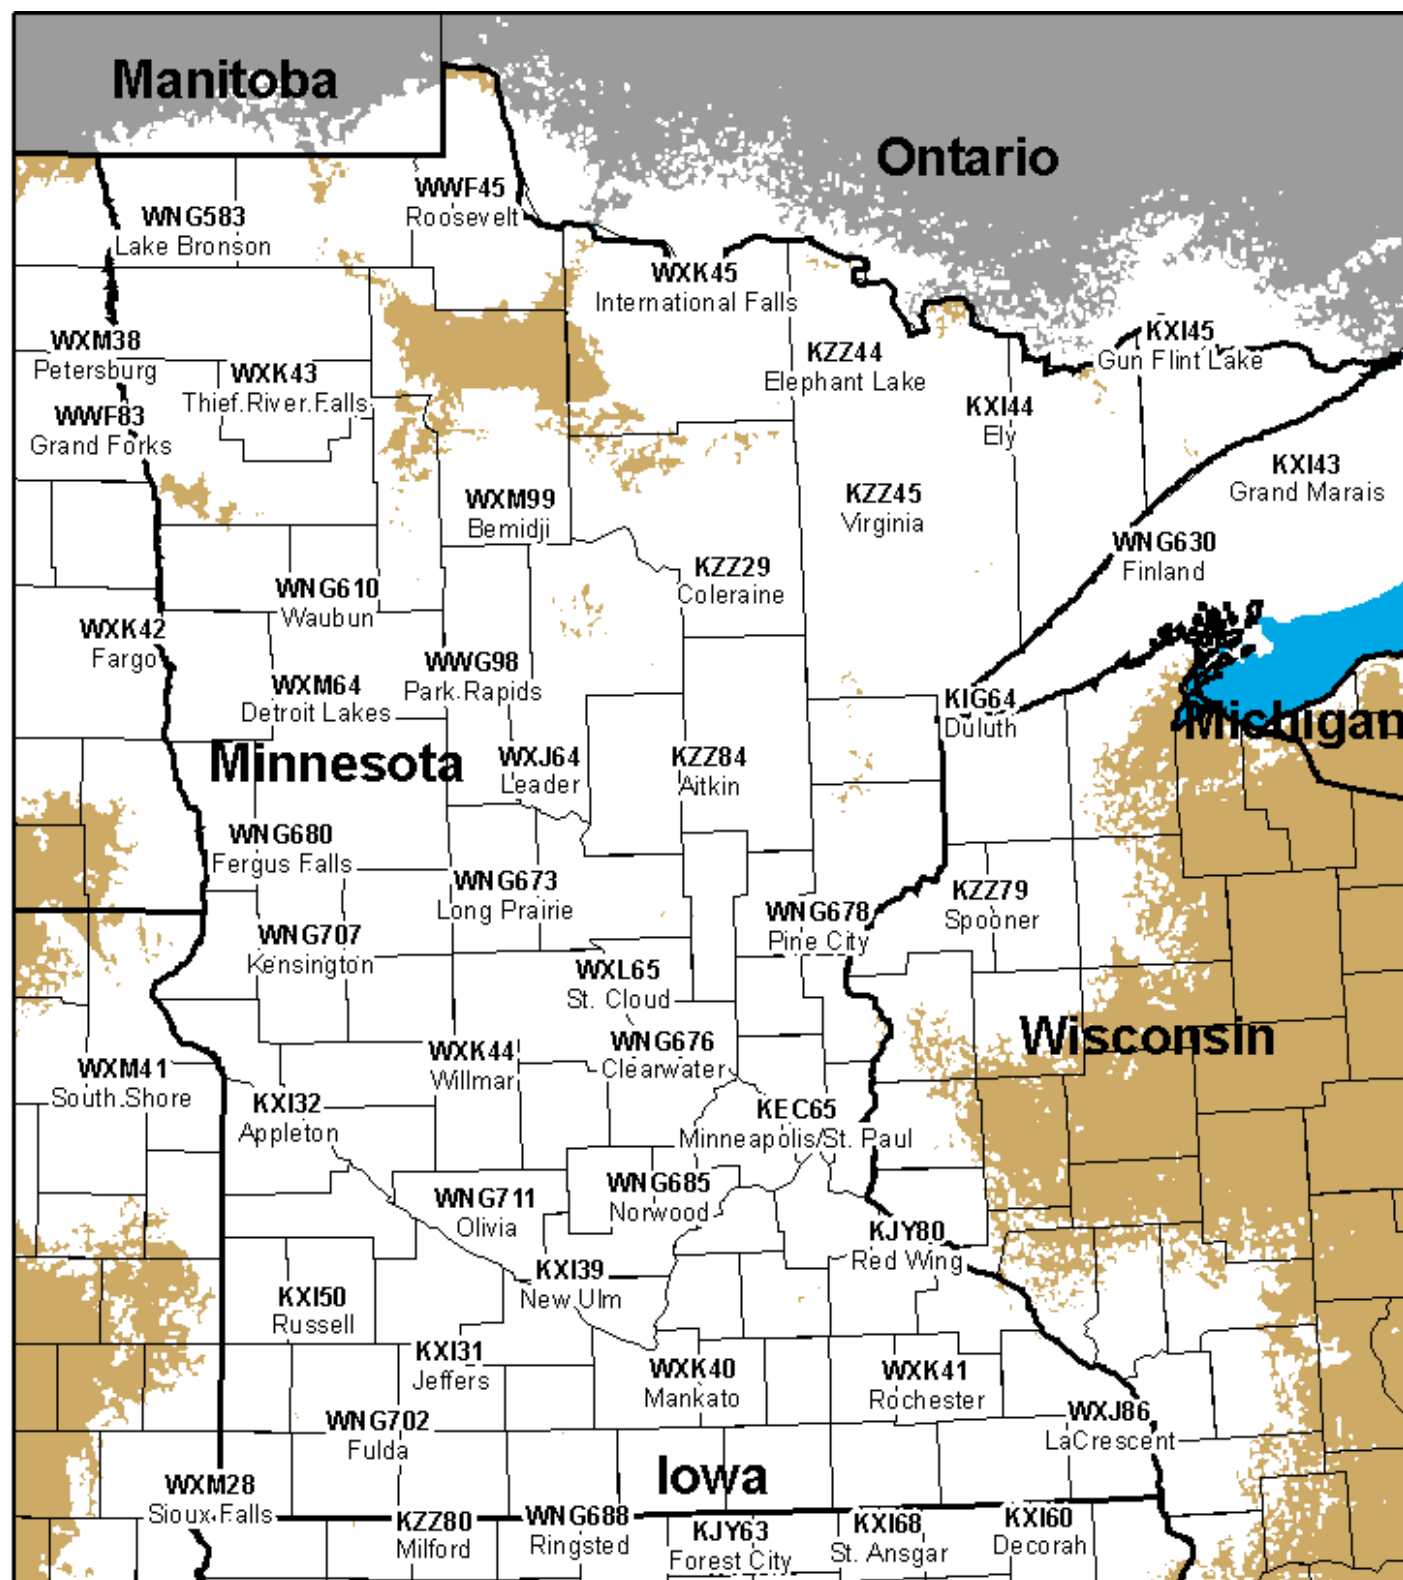 Manitoba
Ontario
WWF45
Roosevelt
WNG583
Lake Bronson
WXK45
International Falls
KXI45
Gun Flint Lake
WXM38
Petersburg
KZZ44
Elephant Lake
WXK43
Thief River Falls
WWF83
Grand Forks
KXI44
Ely
KXI43
Grand Marais
WXM99
Bemidji
KZZ45
Virginia
WNG630
Finland
KZZ29
Coleraine
WNG610
Waubun
WXK42
Fargo
WWG98
Park Rapids
WXM64
Detroit Lakes
KIG64
Duluth
Michigan
Minnesota
WXJ64
Leader
KZZ84
Aitkin
WNG680
Fergus Falls
WNG673
Long Prairie
KZZ79
Spooner
WNG678
Pine City
WNG707
Kensington
WXL65
St. Cloud
Wisconsin
WNG676
Clearwater
WXK44
Willmar
WXM41
South Shore
KXI32
Appleton
KEC65
Minneapolis/St. Paul
WNG685
Norwood
WNG711
Olivia
KJY80
Red Wing
KXI39
New Ulm
KXI50
Russell
KXI31
Jeffers
WXK40
Mankato
WXK41
Rochester
WXJ86
LaCrescent
WNG702
Fulda
Iowa
WXM28
Sioux Falls
KZZ80
Milford
WNG688
Ringsted
KJY63
Forest City
KXI68
St. Ansgar
KXI60
Decorah